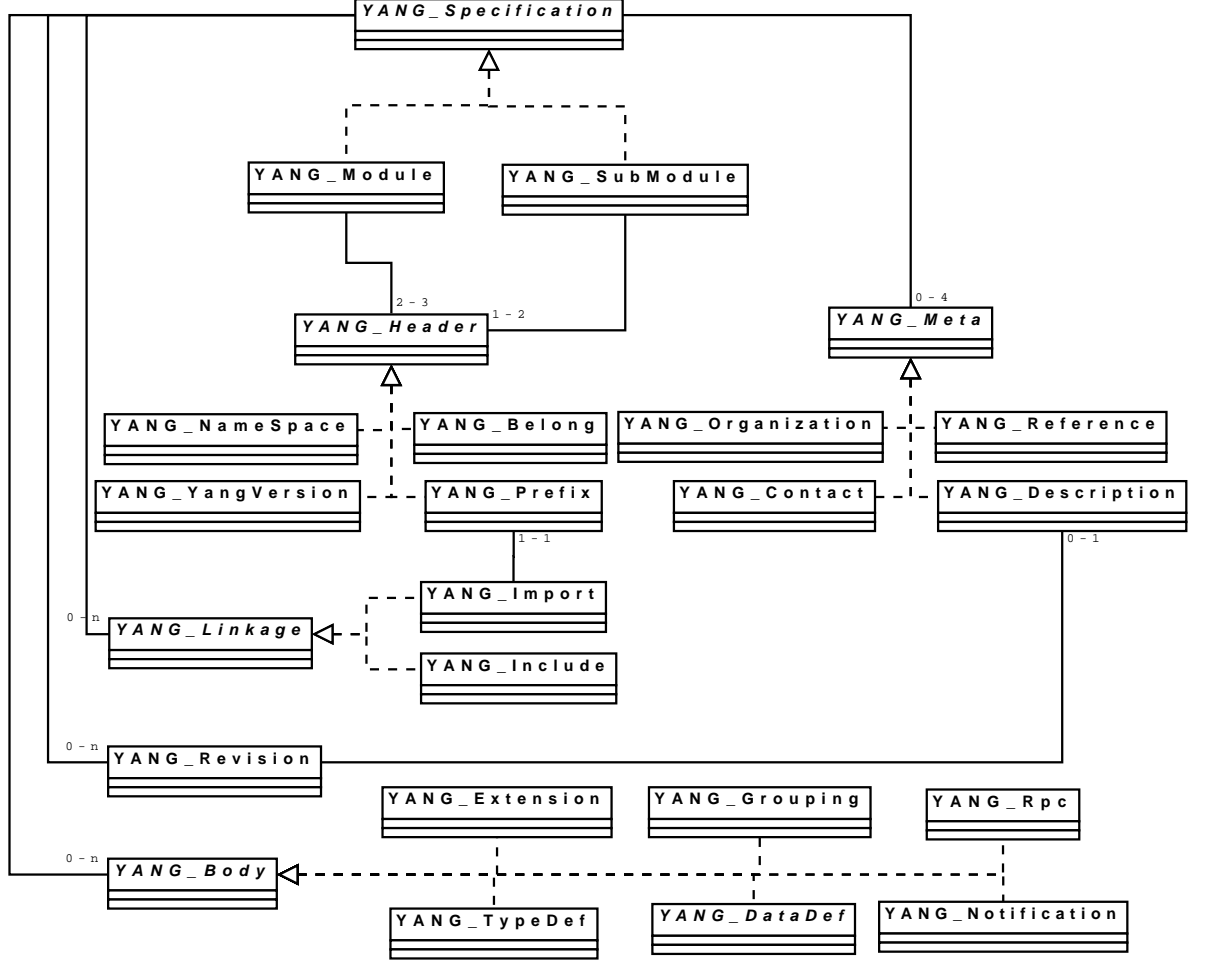 YANG_Specification
YANG_Module
YANG_SubModule
2-3
1-2
0-4
YANG_Header
YANG_Meta
YANG_NameSpace
YANG_Belong
YANG_Organization
YANG_Reference
YANG_YangVersion
YANG_Prefix
YANG_Contact
YANG_Description
1-1
0-1
YANG_Import
0-n
YANG_Linkage
YANG_Include
0-n
YANG_Revision
YANG_Extension
YANG_Grouping
YANG_Rpc
0-n
YANG_Body
YANG_TypeDef
YANG_DataDef
YANG_Notification